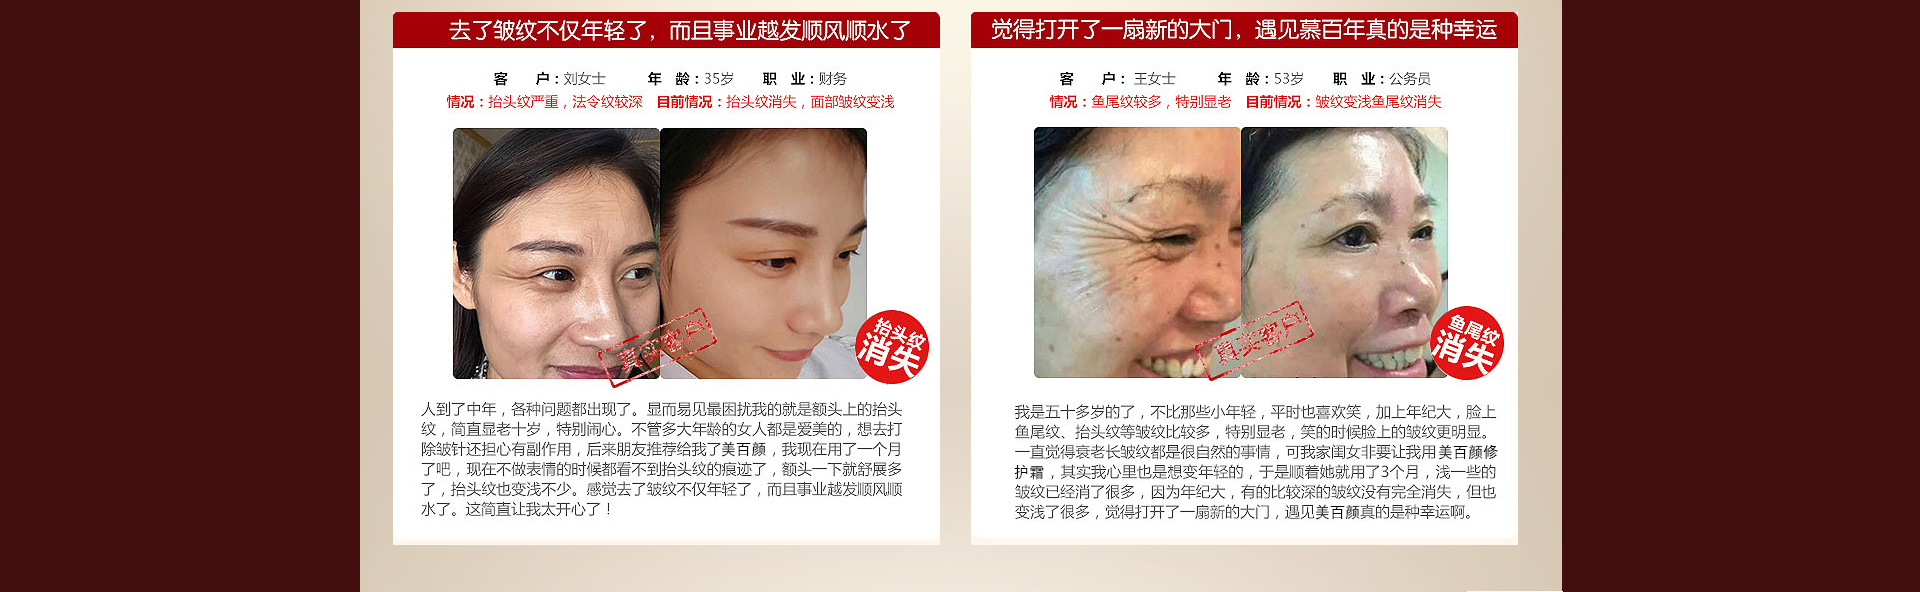 去了皱纹不仅年轻了，而且事业越发顺风顺水了
客　户：刘女士　年　龄：35岁　职　业：财务
情况：抬头纹严重，法令纹较深　目前情况：抬头纹消失，面部皱纹变浅
真实客户
抬头纹
消失
人到了中年，各种问题都出现了。显而易见最困扰我的就是额头上的抬头
纹，简直显老十岁，特别闹心。不管多大年龄的女人都是爱美的，想去打
除皱针还担心有副作用，后来朋友推荐给我了美百颜，我现在用了一个月
了吧，现在不做表情的时候都看不到抬头纹的痕迹了，额头一下就舒展多
了，抬头纹也变浅不少。感觉去了皱纹不仅年轻了，而且事业越发顺风顺
水了。这简直让我太开心了！
觉得打开了一扇新的大门，遇见慕百年真的是种幸运
客　户：王女士　年　龄：53岁　职　业：公务员
情况：鱼尾纹较多，特别显老　目前情况：皱纹变浅鱼尾纹消失
真实客户
鱼尾纹
消失
我是五十多岁的了，不比那些小年轻，平时也喜欢笑，加上年纪大，脸上
鱼尾纹、抬头纹等皱纹比较多，特别显老，笑的时候脸上的皱纹更明显。
一直觉得衰老长皱纹都是很自然的事情，可我家闺女非要让我用美百颜修
护霜，其实我心里也是想变年轻的，于是顺着她就用了3个月，浅一些的
皱纹已经消了很多，因为年纪大，有的比较深的皱纹没有完全消失，但也
变浅了很多，觉得打开了一扇新的大门，遇见美百颜真的是种幸运啊。